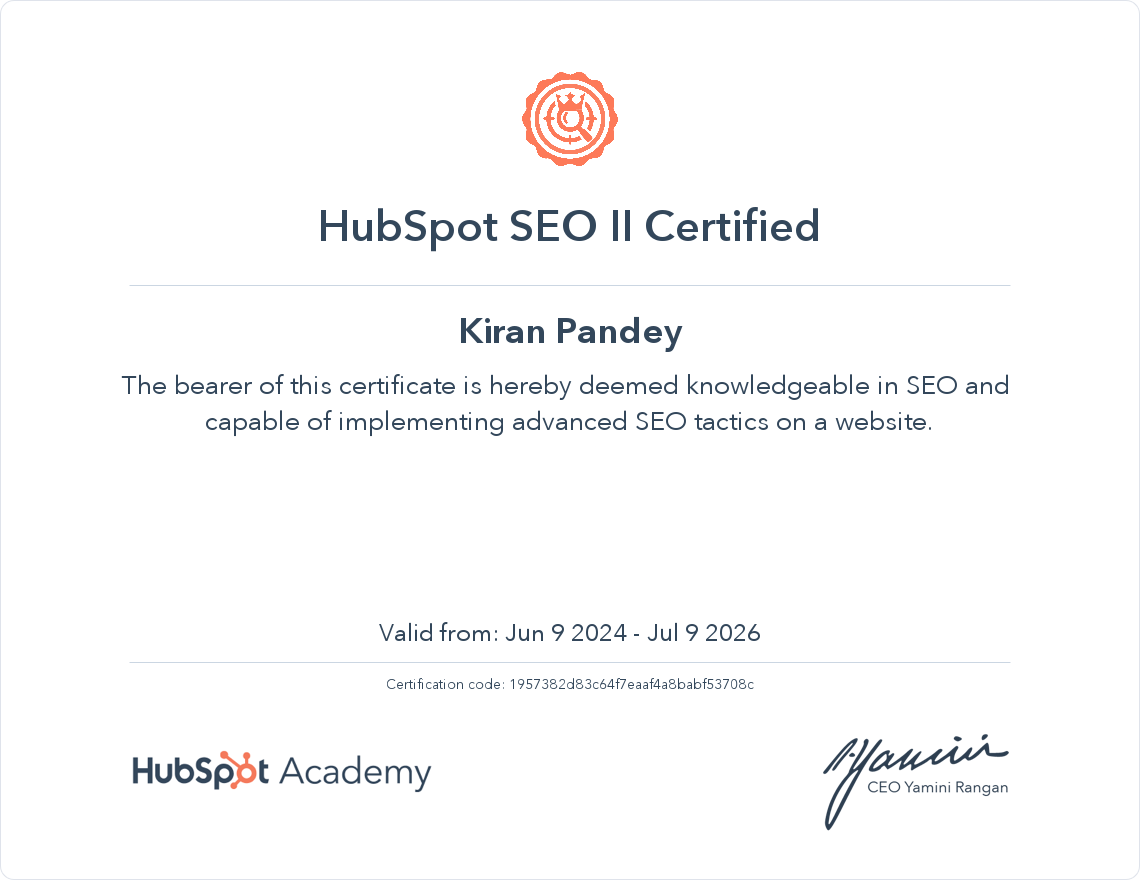 HubSpot SEO II Certified
Kiran Pandey
The bearer of this certificate is hereby deemed knowledgeable in SEO and
capable of implementing advanced SEO tactics on a website.
Valid from: Jun 9 2024 - Jul 9 2026
Certification code: 1957382d83c64f7eaaf4a8babf53708c
HubSpot Academy
CEO Yamini Rangan